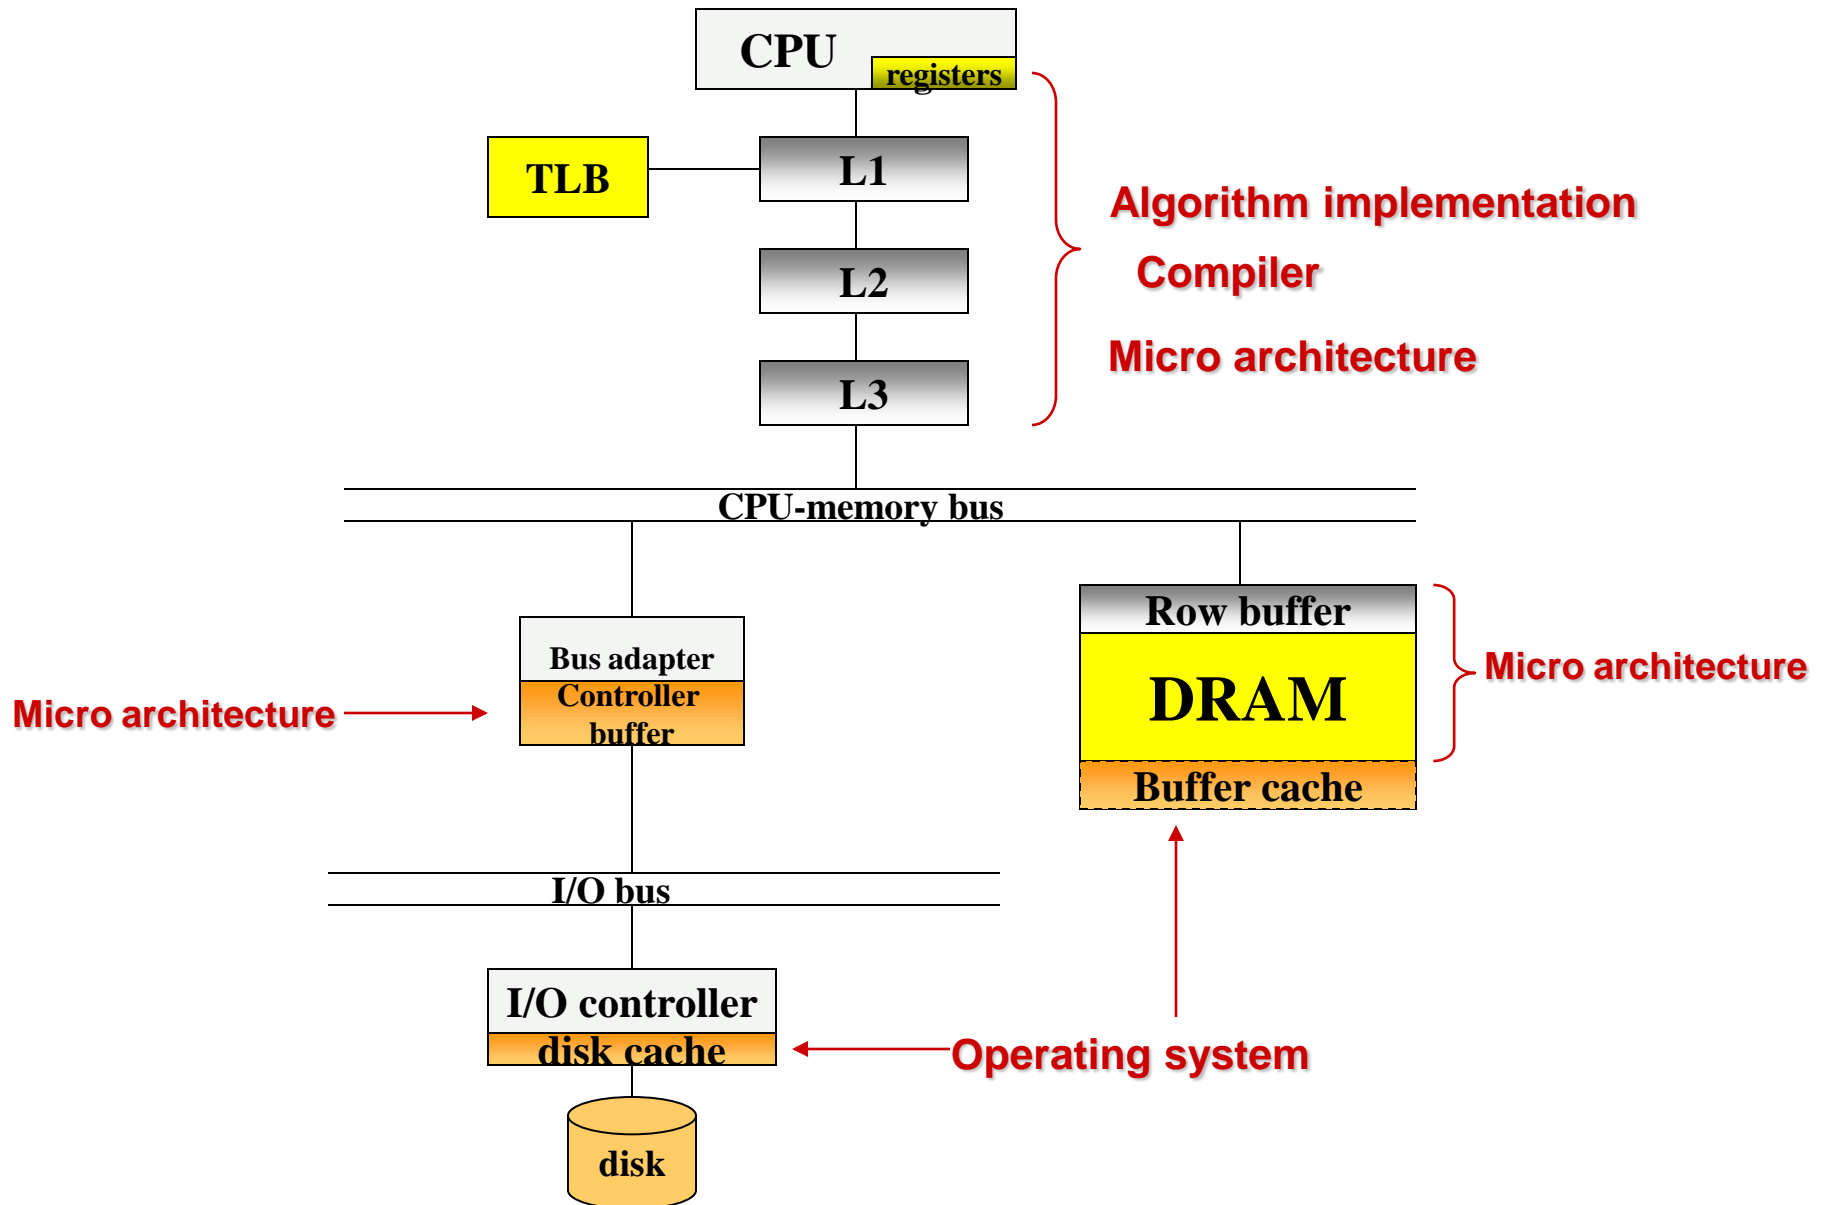 CPU
registers
TLB
L1
Algorithm implementation
L2
Compiler
Micro architecture
L3
CPU-memory bus
Row buffer
Bus adapter
Micro architecture
Controller
buffer
Micro architecture
DRAM
Buffer cache
I/O bus
I/O controller
disk cache
Operating system
disk